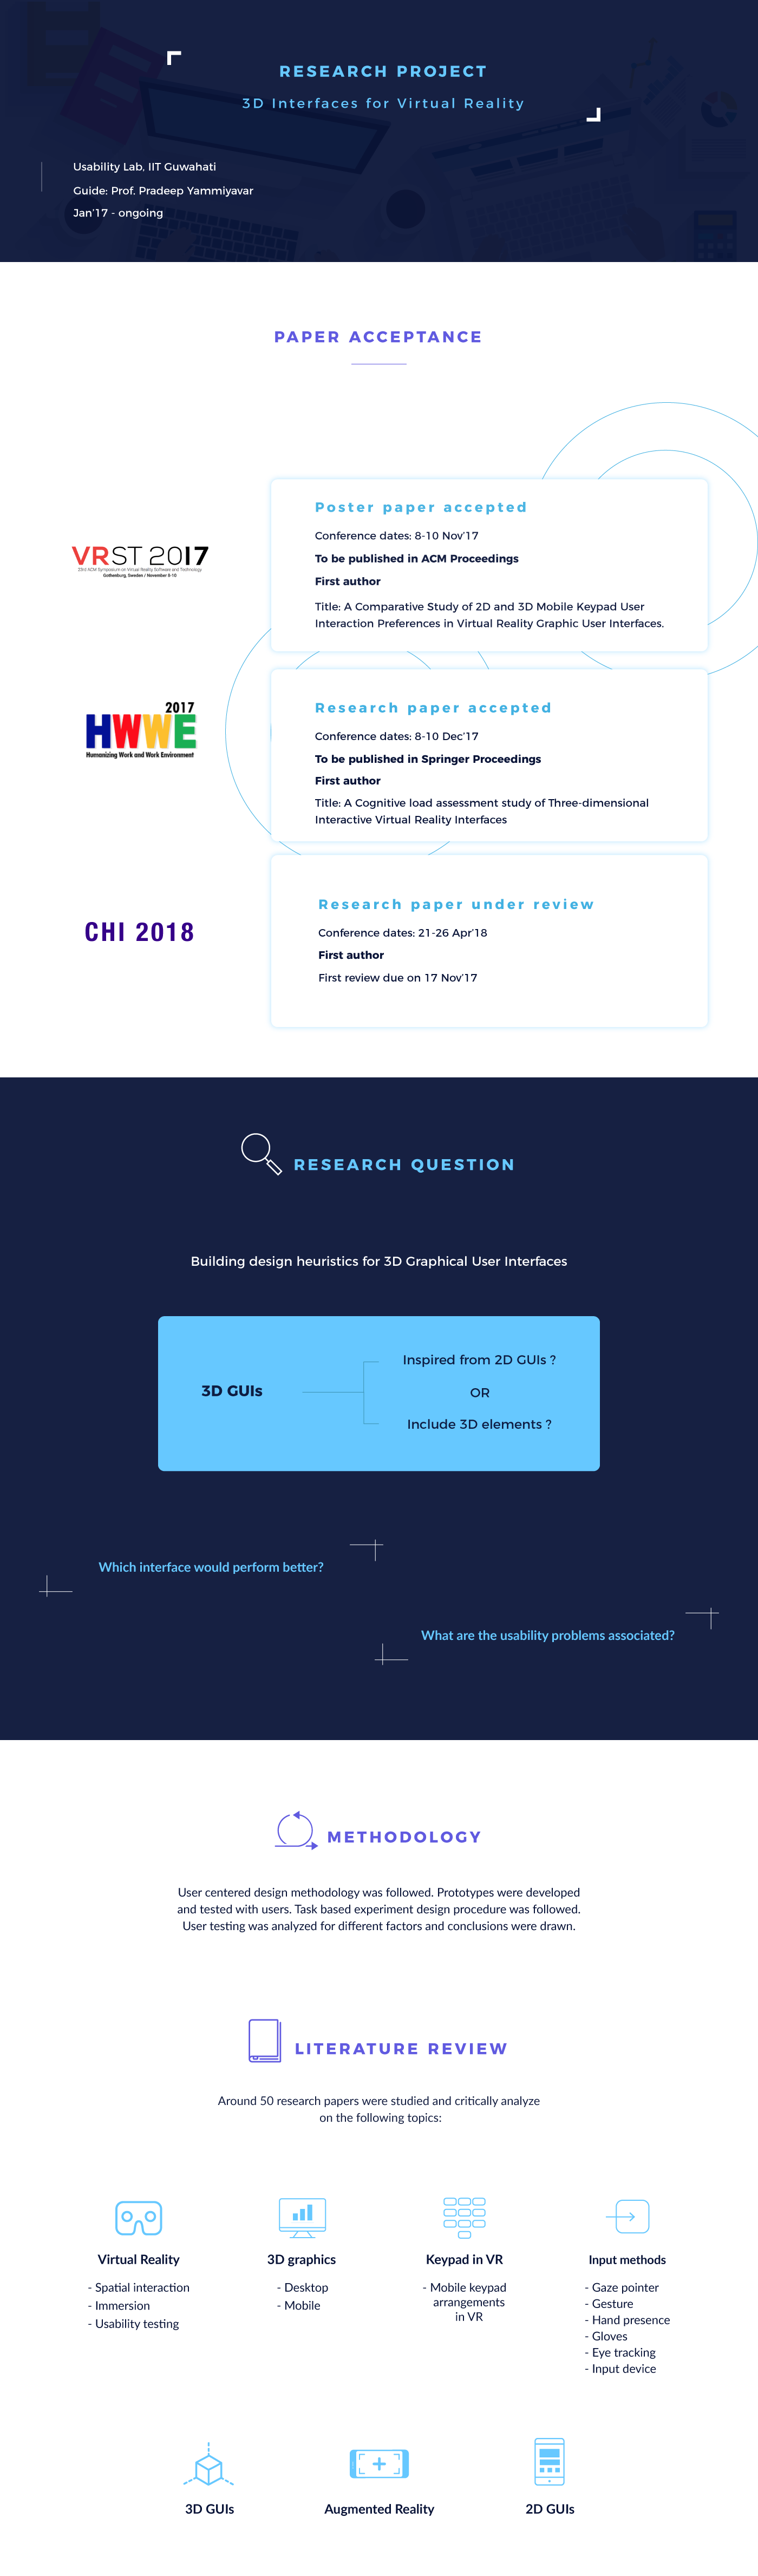 RESEARCH PROJECT
3D Interfaces for Virtual Reality
Usability Lab, IIT Guwahati
Guide: Prof. Pradeep Yammiyavar
Jan'17 - ongoing
PAPER ACCEPTANCE
VRST 2017
23rd ACM Symposium on Virtual Reality Software and Technology
Gothenburg, Sweden / November 8-10
Poster paper accepted
Conference dates: 8-10 Nov'17
To be published in ACM Proceedings
First author
Title: A Comparative Study of 2D and 3D Mobile Keypad User
Interaction Preferences in Virtual Reality Graphic User Interfaces.
2017
HWWE
Humanizing Work and Work Environment
Research paper accepted
Conference dates: 8-10 Dec'17
To be published in Springer Proceedings
First author
Title: A Cognitive load assessment study of Three-dimensional
Interactive Virtual Reality Interfaces
CHI 2018
Research paper under review
Conference dates: 21-26 Apr'18
First author
First review due on 17 Nov'17
RESEARCH QUESTION
Building design heuristics for 3D Graphical User Interfaces
3D GUIs
Inspired from 2D GUIs ?
OR
Include 3D elements ?
Which interface would perform better?
What are the usability problems associated?
METHODOLOGY
User centered design methodology was followed. Prototypes were developed
and tested with users. Task based experiment design procedure was followed.
User testing was analyzed for different factors and conclusions were drawn.
LITERATURE REVIEW
Around 50 research papers were studied and critically analyze
on the following topics:
Virtual Reality
- Spatial interaction
- Immersion
- Usability testing
3D graphics
- Desktop
- Mobile
Keypad in VR
- Mobile keypad
arrangements
in VR
Input methods
- Gaze pointer
- Gesture
- Hand presence
- Gloves
- Eye tracking
- Input device
3D GUIs
Augmented Reality
2D GUIs